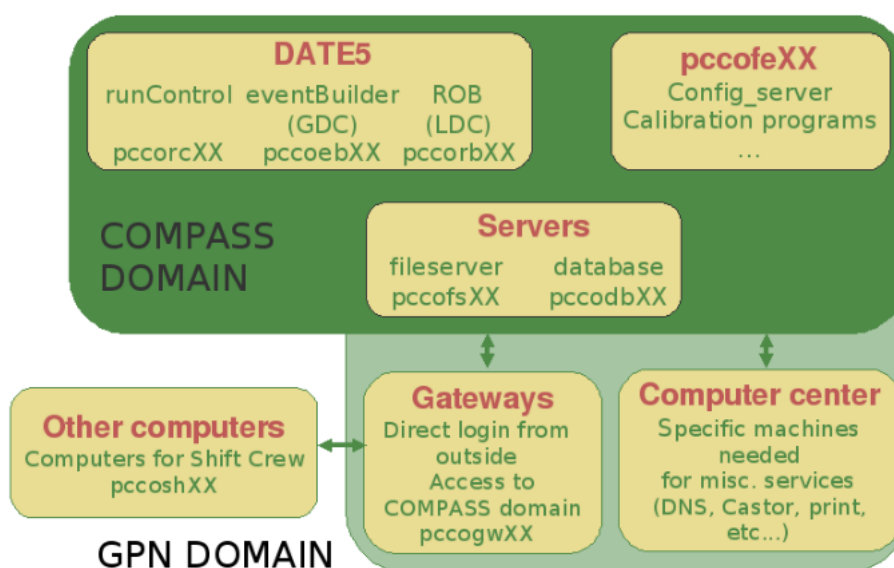 DATE5
runControl eventBuilder ROB
(GDC) (LDC)
pccorcXX pccoebXX pccorbXX
pccofeXX
Config_server
Calibration programs
...
COMPASS
DOMAIN
Servers
fileserver database
pccofsXX pccodbXX
Other computers
Computers for Shift Crew
pccoshXX
Gateways
Direct login from
outside
Access to
COMPASS domain
pccogwXX
Computer center
Specific machines
needed
for misc. services
(DNS, Castor, print,
etc...)
GPN DOMAIN